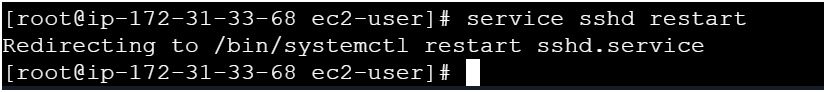 [root@ip-172-31-33-68 ec2-user]# service sshd restart
Redirecting to /bin/systemctl restart sshd.service
[root@ip-172-31-33-68 ec2-user]#